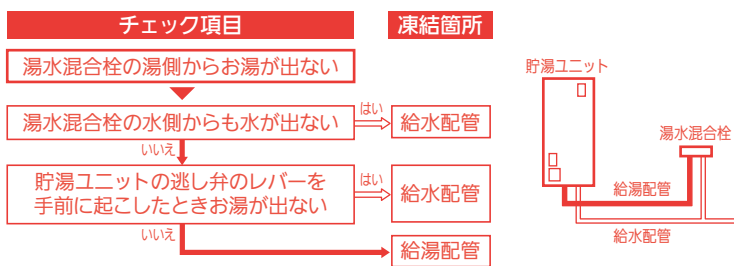 チェック項目
凍結箇所
湯水混合栓の湯側からお湯が出ない
湯水混合栓の水側からも水が出ない
はい
給水配管
いいえ
貯湯ユニットの逃し弁のレバーを
手前に起こしたときお湯が出ない
はい
給水配管
いいえ
給湯配管
貯湯ユニット
湯水混合栓
給湯配管
給水配管